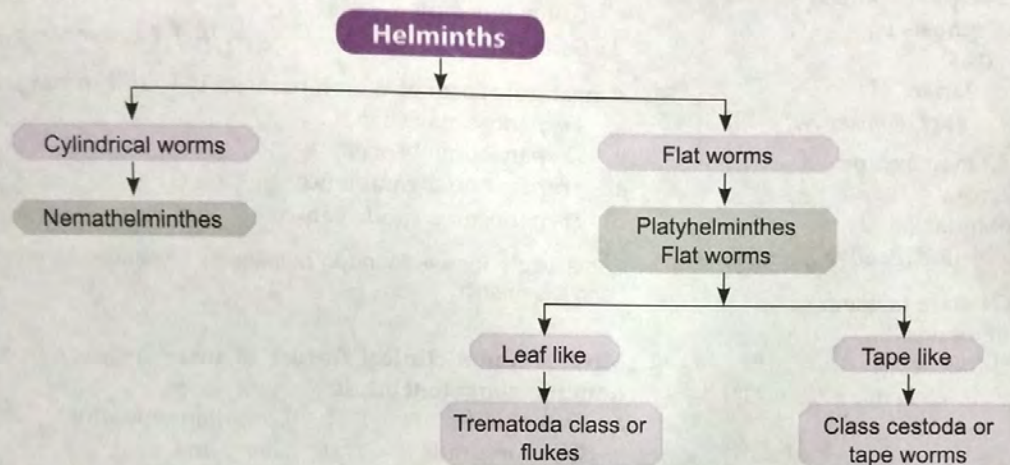 Helminths
Cylindrical worms
Flat worms
Nemathelminthes
Platyhelminthes
Flat worms
Leaf like
Tape like
Trematoda class or
flukes
Class cestoda or
tape worms